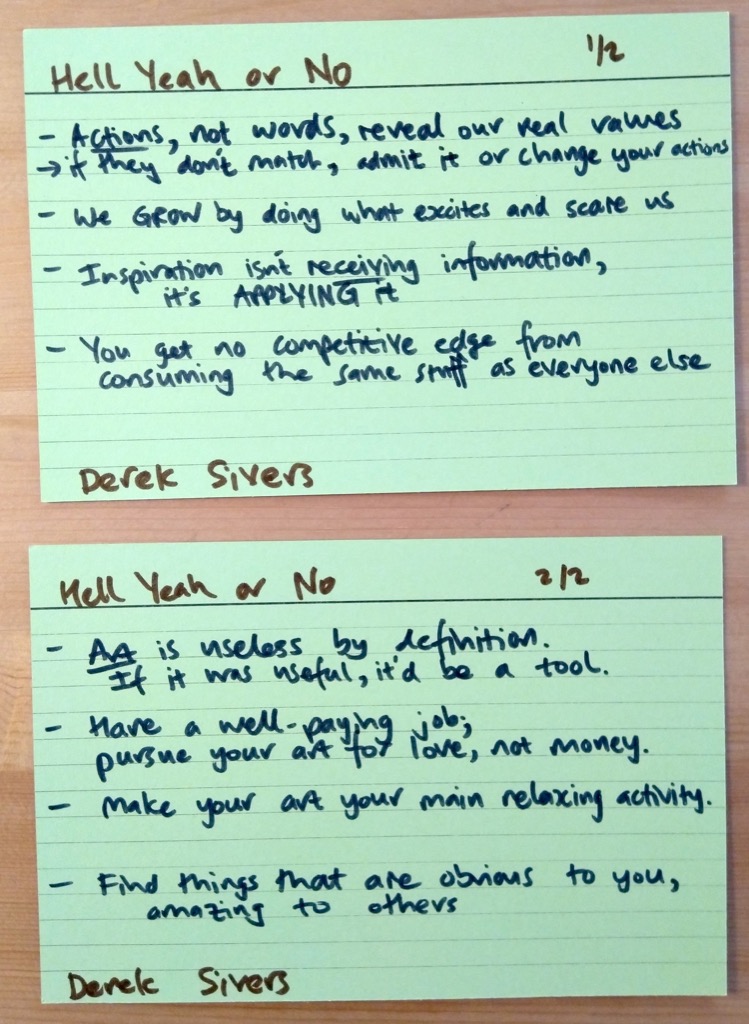 Hell Yeah or No 1/2
- Actions, not words, reveal our real values
→ if they don't match, admit it or change your actions
- We GROW by doing what excites and scare us
- Inspiration isn't receiving information,
it's APPLYING it
- You get no competitive edge from
consuming the same stuff as everyone else
Derek Sivers
Hell Yeah or No 2/2
- Art is useless by definition.
If it was useful, it'd be a tool.
- Have a well-paying job;
pursue your art for love, not money.
- Make your art your main relaxing activity.
- Find things that are obvious to you,
amazing to others
Derek Sivers